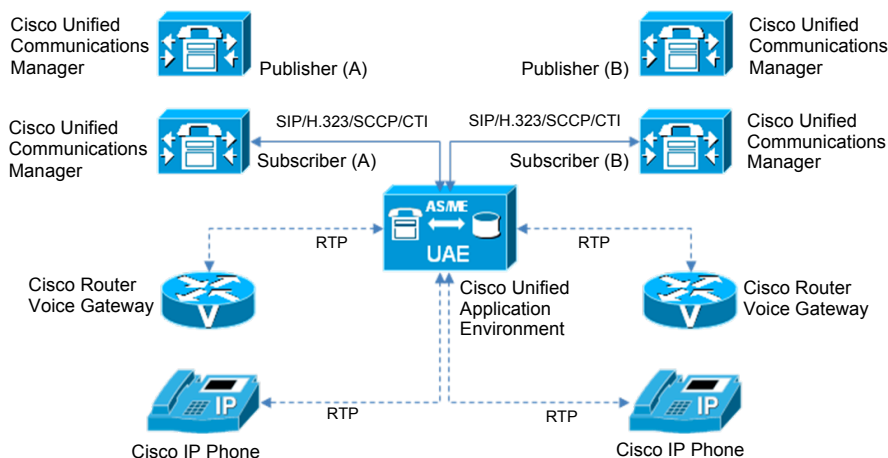 Cisco Unified
Communications
Manager
Publisher (A)
Publisher (B)
Cisco Unified
Communications
Manager
Cisco Unified
Communications
Manager
SIP/H.323/SCCP/CTI
Subscriber (A)
SIP/H.323/SCCP/CTI
Subscriber (B)
Cisco Unified
Communications
Manager
AS/ME
UAE
RTP
RTP
Cisco Router
Voice Gateway
V
Cisco Unified
Application
Environment
V
Cisco Router
Voice Gateway
IP
RTP
RTP
IP
Cisco IP Phone
Cisco IP Phone